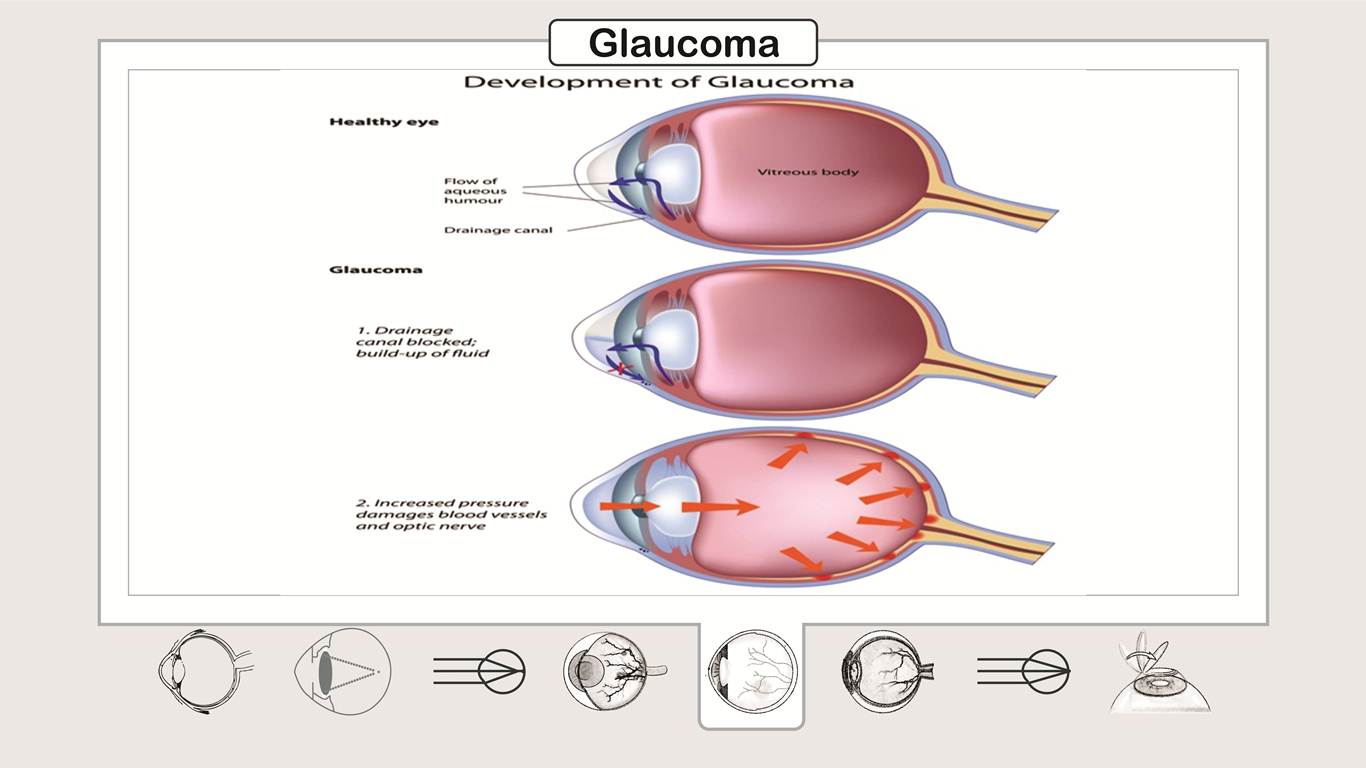 Glaucoma
Development of Glaucoma
Healthy eye
Vitreous body
Flow of
aqueous
humour
Drainage canal
Glaucoma
1. Drainage
canal blocked;
build-up of fluid
2. Increased pressure
damages blood vessels
and optic nerve